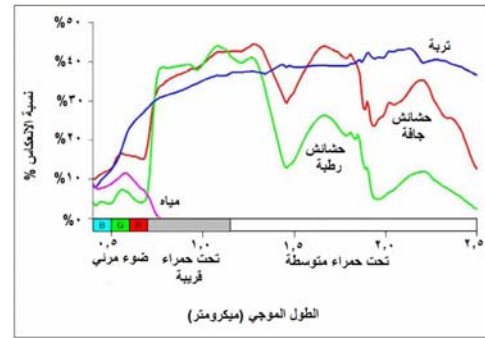 %٥٠
%٤٠
%٣٠
%٢٠
%١٠
%٠
نسبة الانعكاس %
تربة
حشائش
جافة
حشائش
رطبة
مياه
B G R
٠,٥ ١,٠ ١,٥ ٢,٠ ٢,٥
ضوء مرئي
تحت حمراء
قريبة
تحت حمراء متوسطة
الطول الموجي (ميكرومتر)